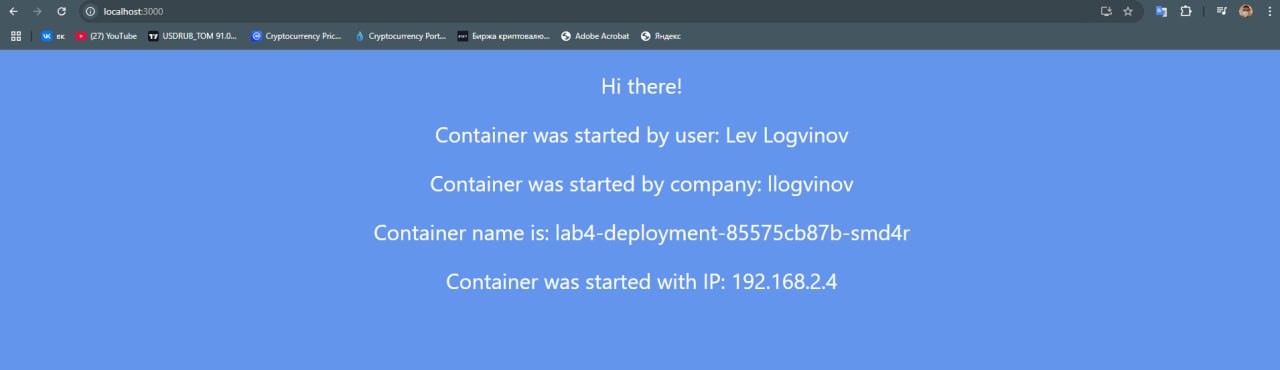 localhost:3000
вк
(27) YouTube
USDRUB_TOM 91.0...
Cryptocurrency Pric...
Cryptocurrency Port...
Биржа криптовалю...
Adobe Acrobat
Яндекс
Hi there!
Container was started by user: Lev Logvinov
Container was started by company: llogvinov
Container name is: lab4-deployment-85575cb87b-smd4r
Container was started with IP: 192.168.2.4